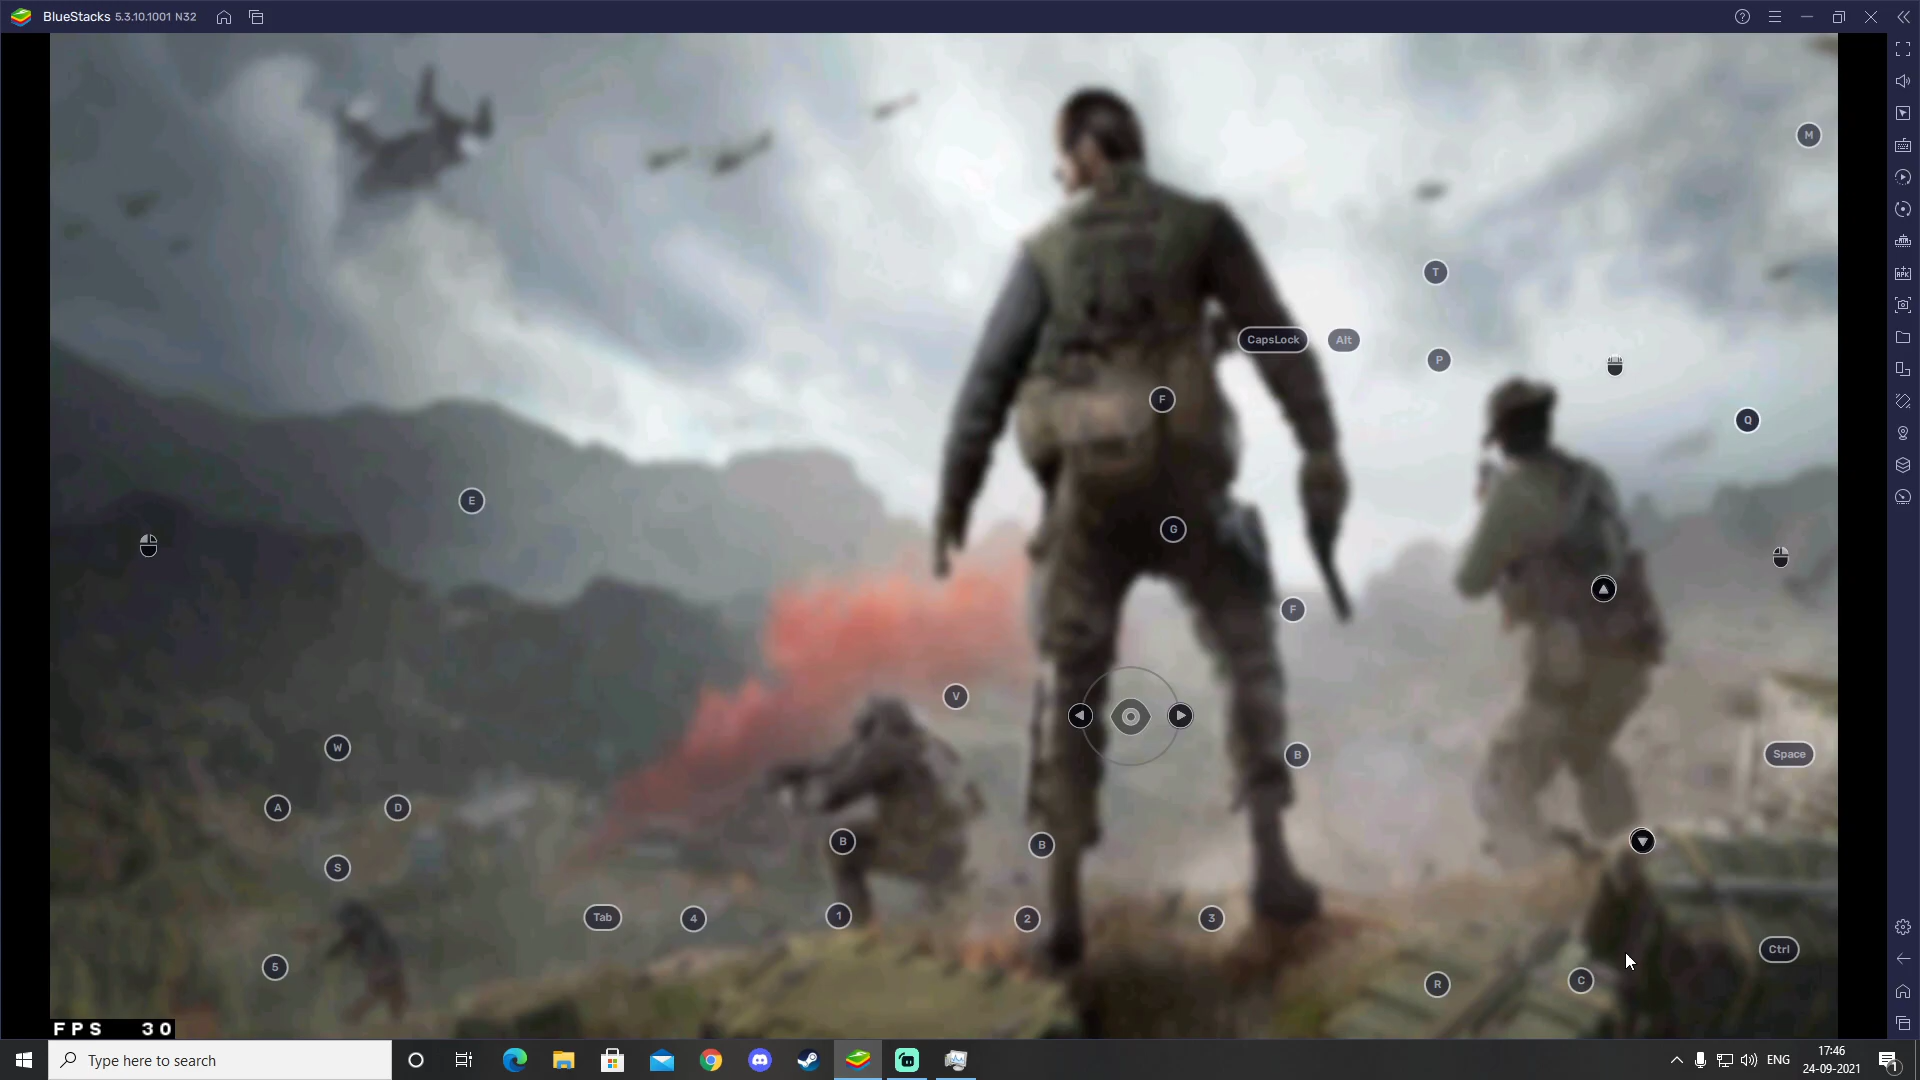 BlueStacks 5.3.10.1001 N32
M
T
CapsLock Alt
P
F
Q
E
G
F
V
W
B
Space
A D
B B
S
Tab 4 1 2 3
Ctrl
5
R C
FPS 30
Type here to search
ENG
17:46
24-09-2021
1